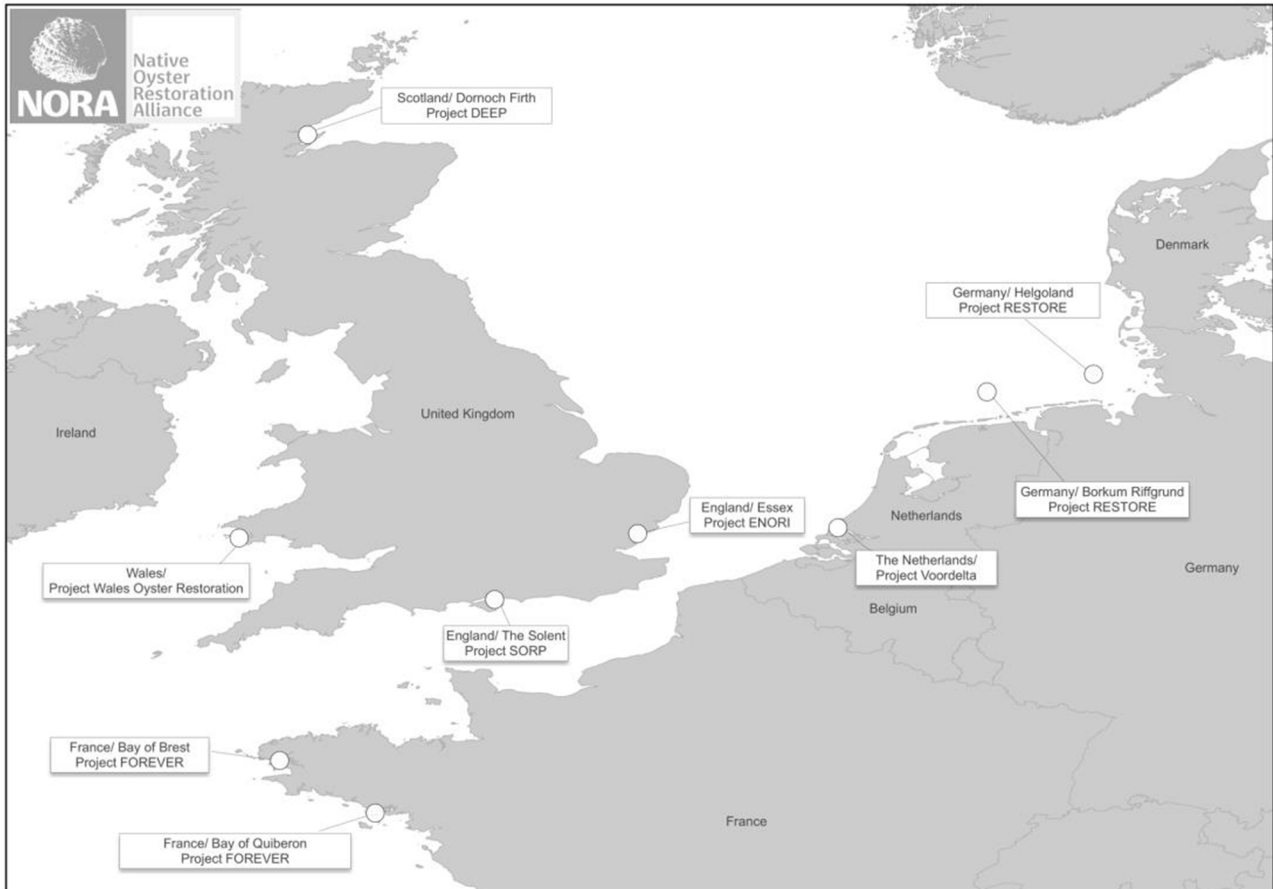 NORA
Native
Oyster
Restoration
Alliance
Scotland/ Dornoch Firth
Project DEEP
Denmark
Germany/ Helgoland
Project RESTORE
United Kingdom
Ireland
Germany/ Borkum Riffgrund
Project RESTORE
England/ Essex
Project ENORI
Netherlands
The Netherlands/
Project Voordelta
Germany
Wales/
Project Wales Oyster Restoration
Belgium
England/ The Solent
Project SORP
France/ Bay of Brest
Project FOREVER
France
France/ Bay of Quiberon
Project FOREVER